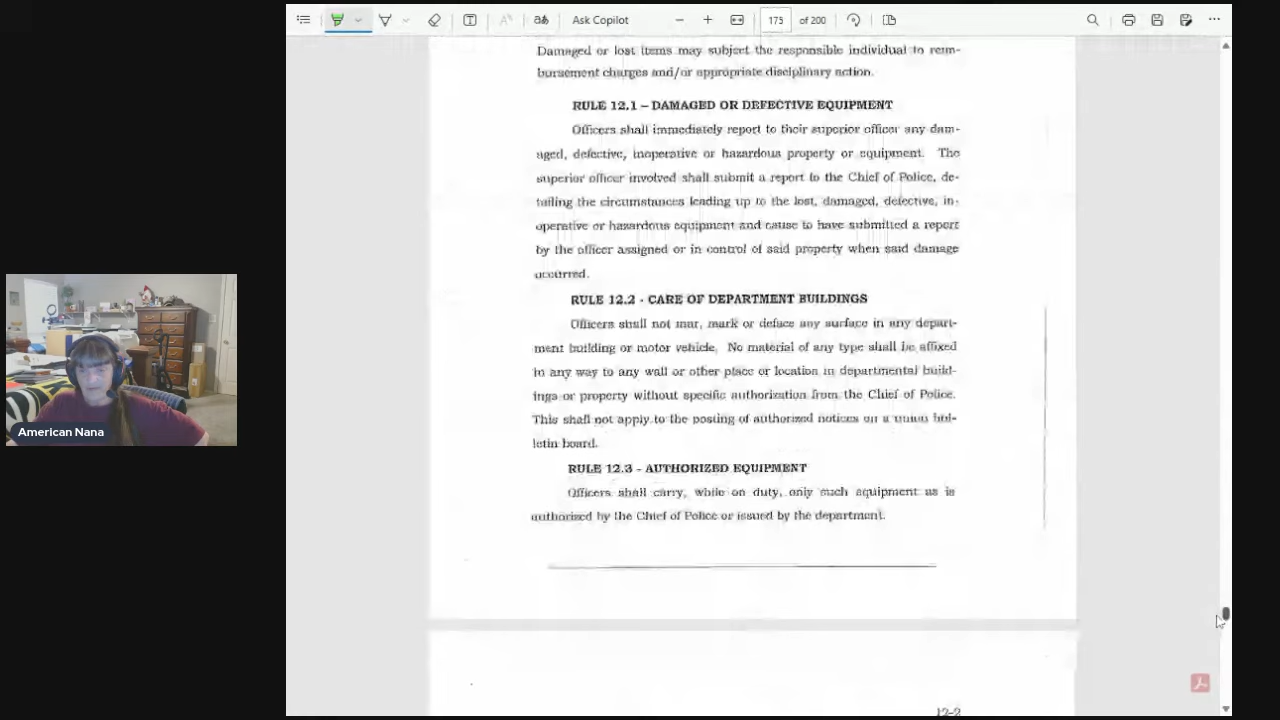 Ask Copilot
175 of 200
Damaged or lost items may subject the responsible individual to reim-
bursement charges and/or appropriate disciplinary action.
RULE 12.1 – DAMAGED OR DEFECTIVE EQUIPMENT
Officers shall immediately report to their superior officer any dam-
aged, defective, inoperative or hazardous property or equipment. The
superior officer involved shall submit a report to the Chief of Police, de-
tailing the circumstances leading up to the lost, damaged, defective, in-
operative or hazardous equipment and cause to have submitted a report
by the officer assigned or in control of said property when said damage
occurred.
RULE 12.2 - CARE OF DEPARTMENT BUILDINGS
Officers shall not mar, mark or deface any surface in any depart-
ment building or motor vehicle. No material of any type shall be affixed
in any way to any wall or other place or location in departmental build-
ings or property without specific authorization from the Chief of Police.
This shall not apply to the posting of authorized notices on a union bul-
letin board.
RULE 12.3 - AUTHORIZED EQUIPMENT
Officers shall carry, while on duty, only such equipment as is
authorized by the Chief of Police or issued by the department.
12-2
American Nana